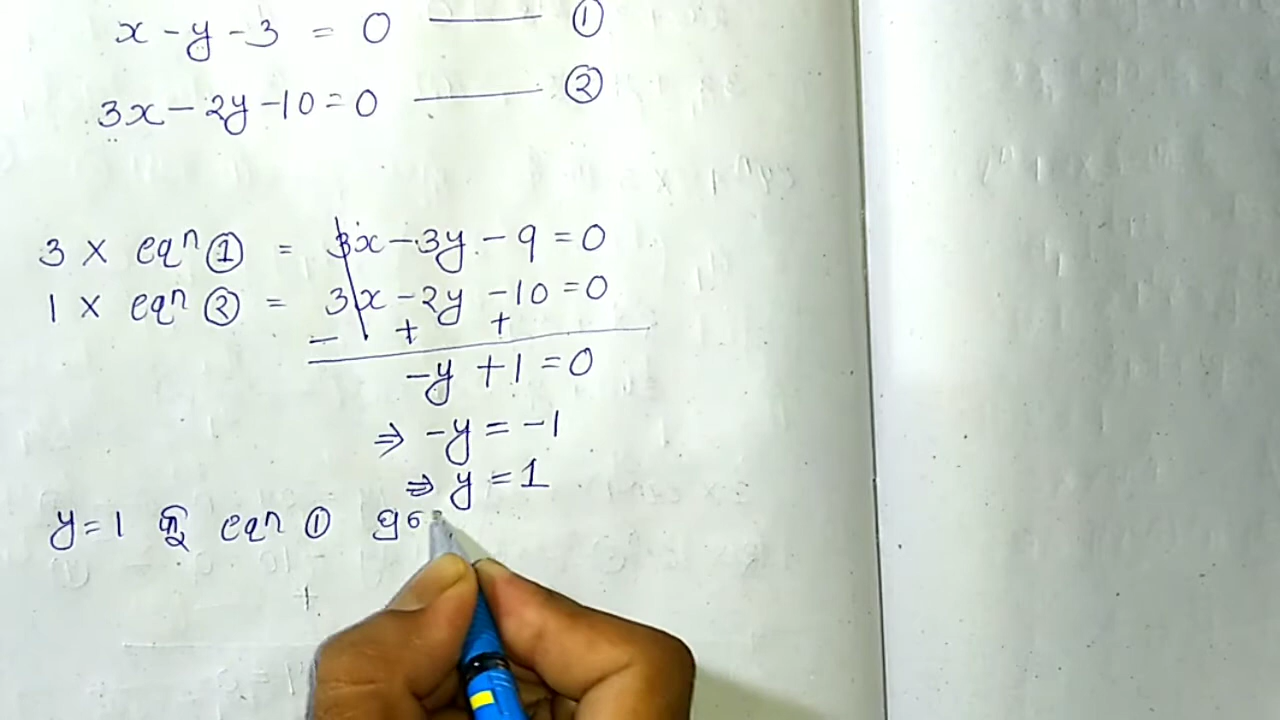 x - y - 3 = 0 —— ①
3x - 2y - 10 = 0 —— ②
3 × eqⁿ ① = 3x - 3y - 9 = 0
1 × eqⁿ ② = 3x - 2y - 10 = 0
- + +
-y + 1 = 0
⇒ -y = -1
⇒ y = 1
y = 1 କୁ eqⁿ ①